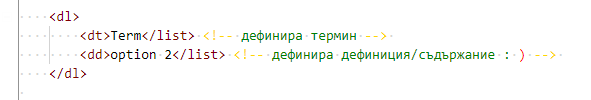 <dl>
<dt>Term</list> <!-- дефинира термин -->
<dd>option 2</list> <!-- дефинира дефиниция/съдържание : ) -->
</dl>